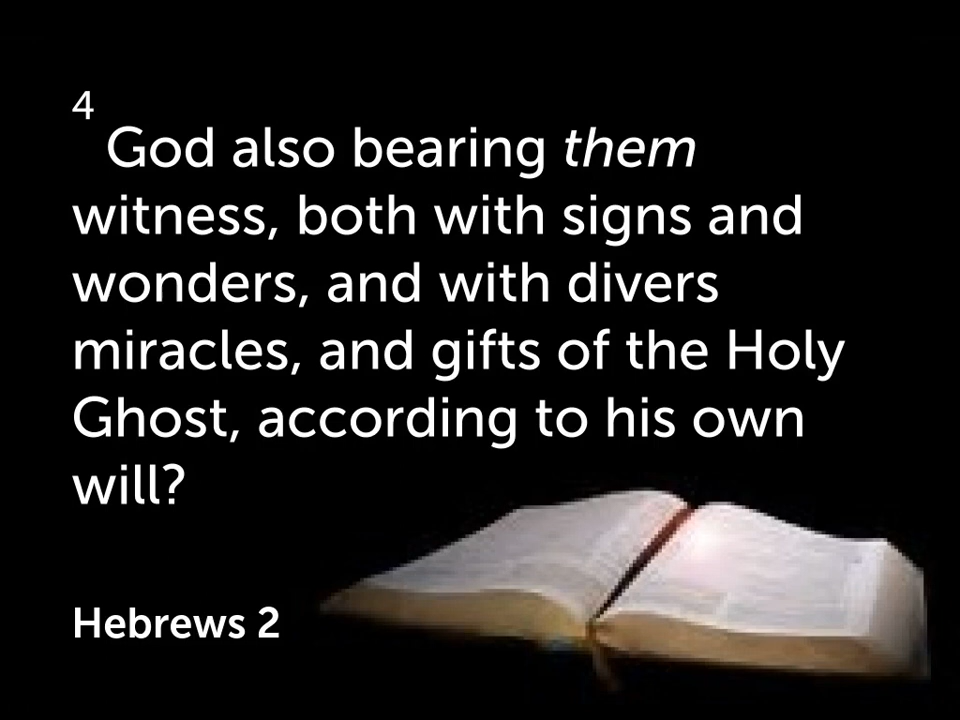 4
God also bearing them
witness, both with signs and
wonders, and with divers
miracles, and gifts of the Holy
Ghost, according to his own
will?
Hebrews 2